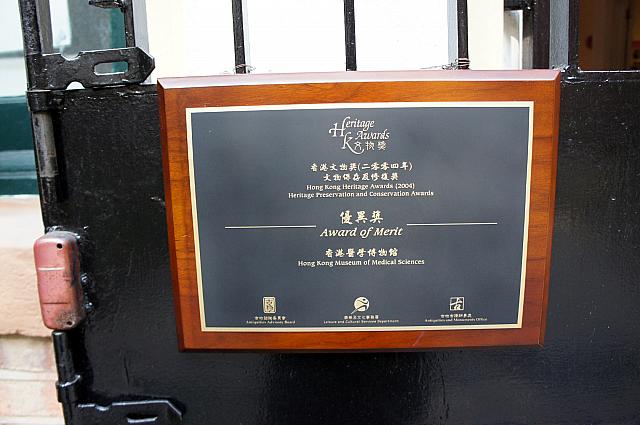 Heritage
Awards
HK 文物獎
香港文物獎(二零零四年)
文物保存及修復獎
Hong Kong Heritage Awards (2004)
Heritage Preservation and Conservation Awards
優異獎
Award of Merit
香港醫學博物館
Hong Kong Museum of Medical Sciences
古物諮詢委員會
Antiquities Advisory Board
康樂及文化事務署
Leisure and Cultural Services Department
古物古蹟辦事處
Antiquities and Monuments Office